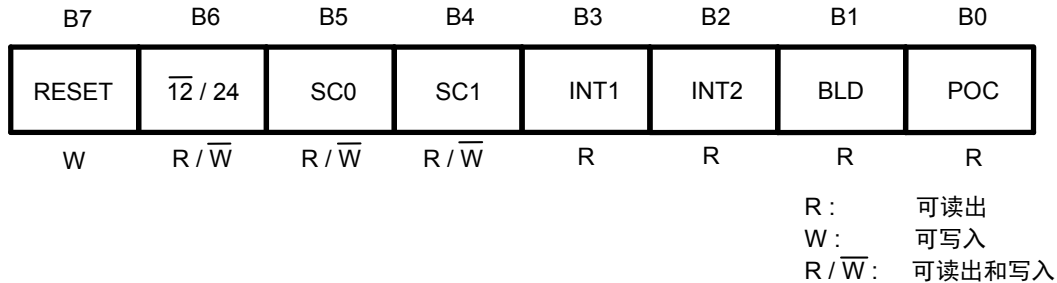 B7 B6 B5 B4 B3 B2 B1 B0
RESET 12 / 24 SC0 SC1 INT1 INT2 BLD POC
W R / W R / W R / W R R R R
R : 可读出
W : 可写入
R / W : 可读出和写入